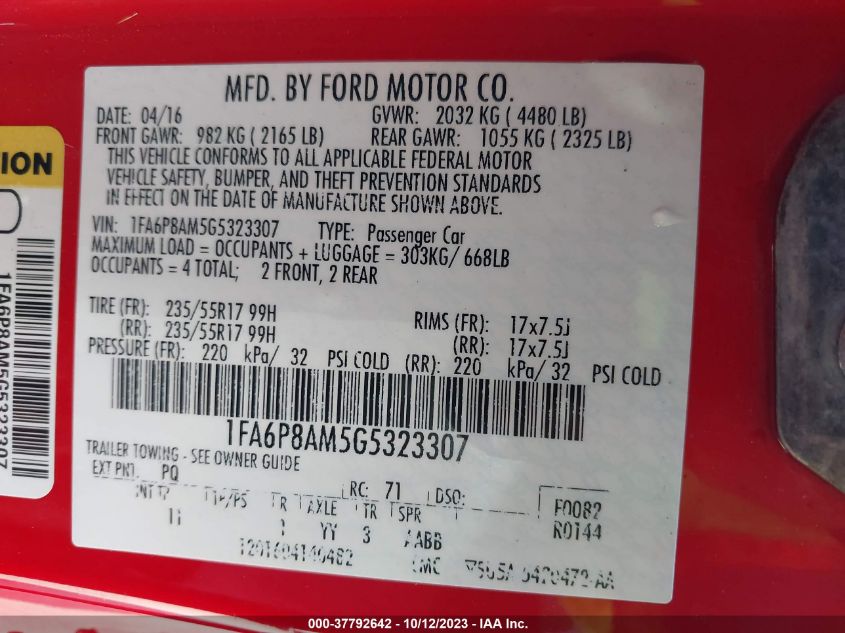 MFD. BY FORD MOTOR CO.
DATE: 04/16 GVWR: 2032 KG ( 4480 LB)
FRONT GAWR: 982 KG ( 2165 LB) REAR GAWR: 1055 KG ( 2325 LB)
THIS VEHICLE CONFORMS TO ALL APPLICABLE FEDERAL MOTOR
VEHICLE SAFETY, BUMPER, AND THEFT PREVENTION STANDARDS
IN EFFECT ON THE DATE OF MANUFACTURE SHOWN ABOVE.
VIN: 1FA6P8AM5G5323307 TYPE: Passenger Car
MAXIMUM LOAD = OCCUPANTS + LUGGAGE = 303KG/ 668LB
OCCUPANTS = 4 TOTAL; 2 FRONT, 2 REAR
TIRE (FR): 235/55R17 99H RIMS (FR): 17x7.5J
(RR): 235/55R17 99H (RR): 17x7.5J
PRESSURE (FR): 220 kPa/ 32 PSI COLD (RR): 220 kPa/ 32 PSI COLD
1FA6P8AM5G5323307
TRAILER TOWING - SEE OWNER GUIDE
EXT PNT: PQ RC: 71 DSO: F0082
INT TR TP/PS R AXLE TR SPR R0144
1 YY 3 AABB
1201604140482
1FA6P8AM5G5323307
000-37792642 - 10/12/2023 - IAA Inc.